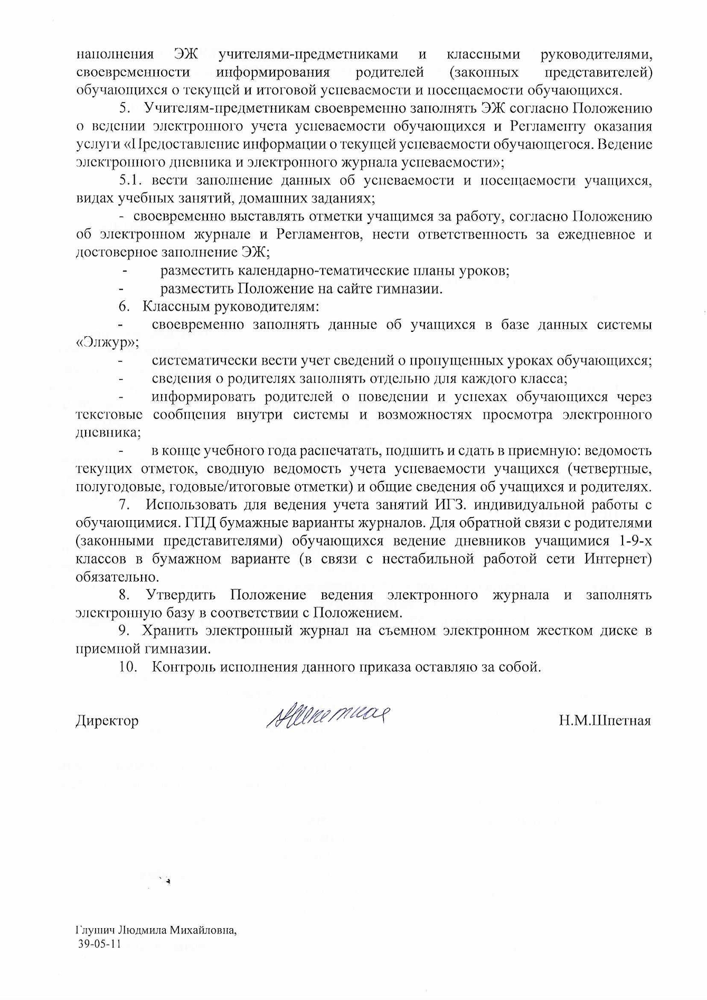 наполнения ЭЖ учителями-предметниками и классными руководителями,
своевременности информирования родителей (законных представителей)
обучающихся о текущей и итоговой успеваемости и посещаемости обучающихся.
5. Учителям-предметникам своевременно заполнять ЭЖ согласно Положению
о ведении электронного учета успеваемости обучающихся и Регламенту оказания
услуги «Предоставление информации о текущей успеваемости обучающегося. Ведение
электронного дневника и электронного журнала успеваемости»;
5.1. вести заполнение данных об успеваемости и посещаемости учащихся,
видах учебных занятий, домашних заданиях;
- своевременно выставлять отметки учащимся за работу, согласно Положению
об электронном журнале и Регламентов, нести ответственность за ежедневное и
достоверное заполнение ЭЖ;
- разместить календарно-тематические планы уроков;
- разместить Положение на сайте гимназии.
6. Классным руководителям:
- своевременно заполнять данные об учащихся в базе данных системы
«Элжур»;
- систематически вести учет сведений о пропущенных уроках обучающихся;
- сведения о родителях заполнять отдельно для каждого класса;
- информировать родителей о поведении и успехах обучающихся через
текстовые сообщения внутри системы и возможностях просмотра электронного
дневника;
- в конце учебного года распечатать, подшить и сдать в приемную: ведомость
текущих отметок, сводную ведомость учета успеваемости учащихся (четвертные,
полугодовые, годовые/итоговые отметки) и общие сведения об учащихся и родителях.
7. Использовать для ведения учета занятий ИГЗ. индивидуальной работы с
обучающимися. ГПД бумажные варианты журналов. Для обратной связи с родителями
(законными представителями) обучающихся ведение дневников учащимися 1-9-х
классов в бумажном варианте (в связи с нестабильной работой сети Интернет)
обязательно.
8. Утвердить Положение ведения электронного журнала и заполнять
электронную базу в соответствии с Положением.
9. Хранить электронный журнал на съемном электронном жестком диске в
приемной гимназии.
10. Контроль исполнения данного приказа оставляю за собой.
Директор Н.М.Шпетная
Глушич Людмила Михайловна,
39-05-11